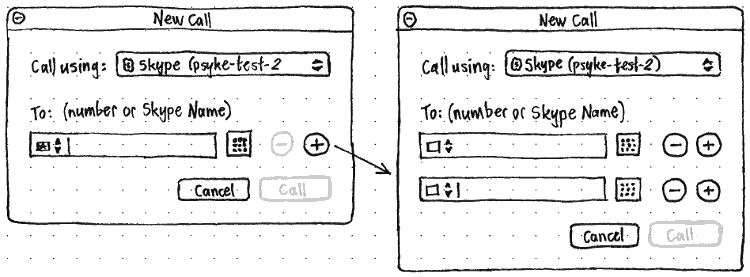 New Call
Call using: Skype (psyke-test-2
To: (number or Skype Name)
Cancel Call
New Call
Call using: Skype (psyke-test-2)
To: (number or Skype Name)
Cancel Call